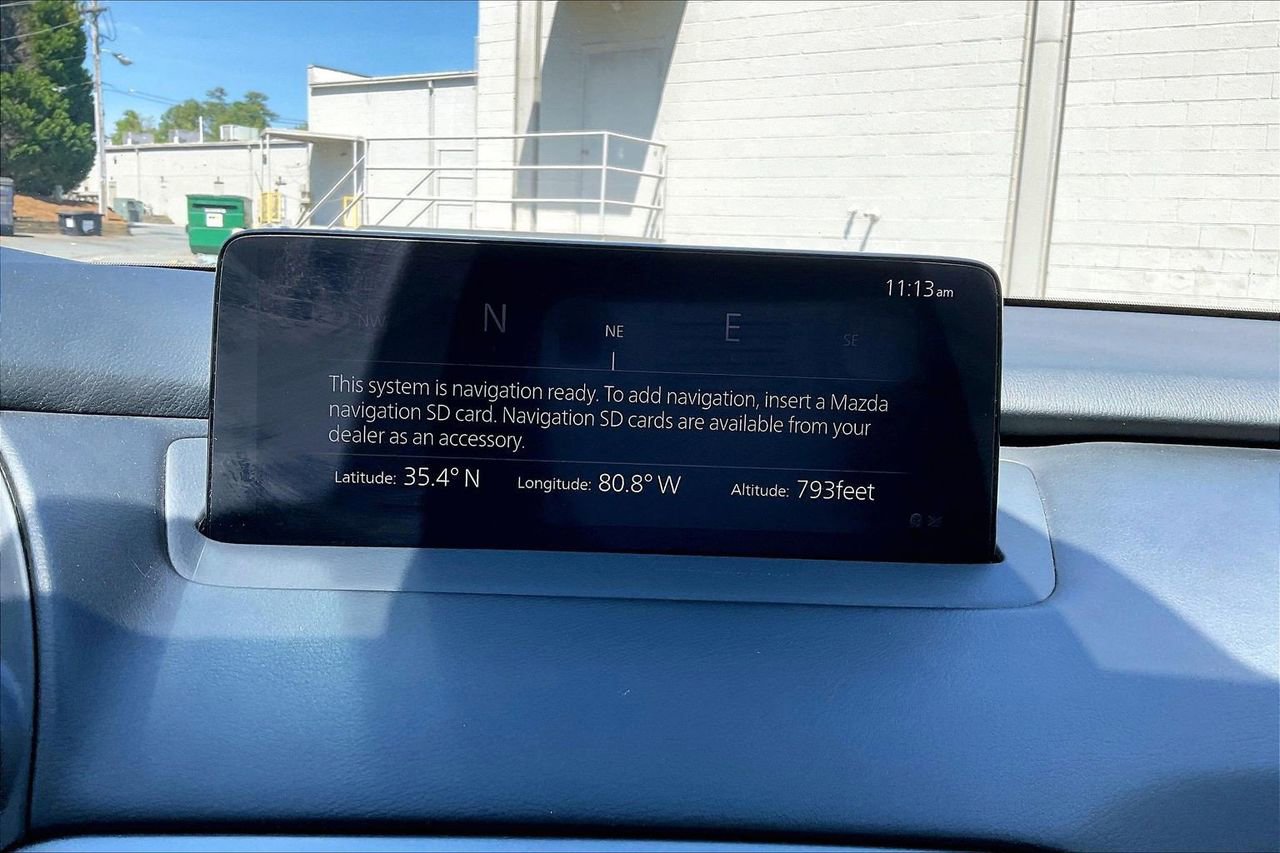 11:13am
NW N NE E SE
This system is navigation ready. To add navigation, insert a Mazda
navigation SD card. Navigation SD cards are available from your
dealer as an accessory.
Latitude: 35.4° N Longitude: 80.8° W Altitude: 793feet